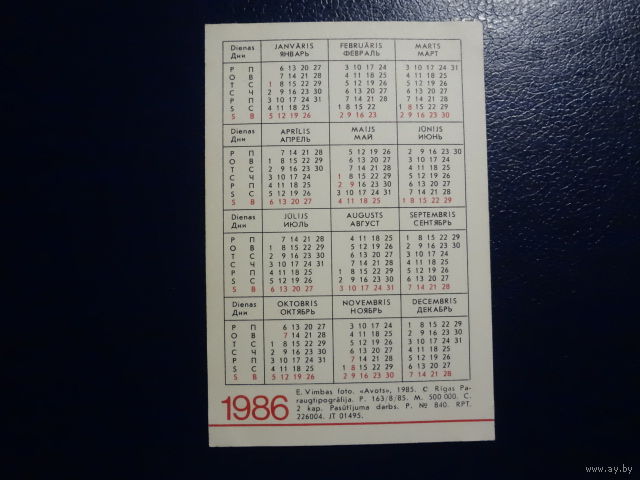 Dienas JANVĀRIS FEBRUĀRIS MARTS
Дни ЯНВАРЬ ФЕВРАЛЬ МАРТ
P П 6 13 20 27 3 10 17 24 3 10 17 24 31
O В 7 14 21 28 4 11 18 25 4 11 18 25
T С 1 8 15 22 29 5 12 19 26 5 12 19 26
C Ч 2 9 16 23 30 6 13 20 27 6 13 20 27
P П 3 10 17 24 31 7 14 21 28 7 14 21 28
S С 4 11 18 25 1 8 15 22 1 8 15 22 29
S В 5 12 19 26 2 9 16 23 2 9 16 23 30
Dienas APRĪLIS MAIJS JŪNIJS
Дни АПРЕЛЬ МАЙ ИЮНЬ
P П 7 14 21 28 5 12 19 26 2 9 16 23 30
O В 1 8 15 22 29 6 13 20 27 3 10 17 24
T С 2 9 16 23 30 7 14 21 28 4 11 18 25
C Ч 3 10 17 24 1 8 15 22 29 5 12 19 26
P П 4 11 18 25 2 9 16 23 30 6 13 20 27
S С 5 12 19 26 3 10 17 24 31 7 14 21 28
S В 6 13 20 27 4 11 18 25 1 8 15 22 29
Dienas JŪLIJS AUGUSTS SEPTEMBRIS
Дни ИЮЛЬ АВГУСТ СЕНТЯБРЬ
P П 7 14 21 28 4 11 18 25 1 8 15 22 29
O В 1 8 15 22 29 5 12 19 26 2 9 16 23 30
T С 2 9 16 23 30 6 13 20 27 3 10 17 24
C Ч 3 10 17 24 31 7 14 21 28 4 11 18 25
P П 4 11 18 25 1 8 15 22 29 5 12 19 26
S С 5 12 19 26 2 9 16 23 30 6 13 20 27
S В 6 13 20 27 3 10 17 24 31 7 14 21 28
Dienas OKTOBRIS NOVEMBRIS DECEMBRIS
Дни ОКТЯБРЬ НОЯБРЬ ДЕКАБРЬ
P П 6 13 20 27 3 10 17 24 1 8 15 22 29
O В 7 14 21 28 4 11 18 25 2 9 16 23 30
T С 1 8 15 22 29 5 12 19 26 3 10 17 24 31
C Ч 2 9 16 23 30 6 13 20 27 4 11 18 25
P П 3 10 17 24 31 7 14 21 28 5 12 19 26
S С 4 11 18 25 1 8 15 22 29 6 13 20 27
S В 5 12 19 26 2 9 16 23 30 7 14 21 28
1986
E. Vimbas foto. «Avots», 1985. © Rīgas Pa-
raugtipogrāfija. P. 163/8/85. M. 500 000. C.
2 kap. Pasūtījuma darbs. P. № 840. RPT.
226004. JT 01495.
www.ay.by